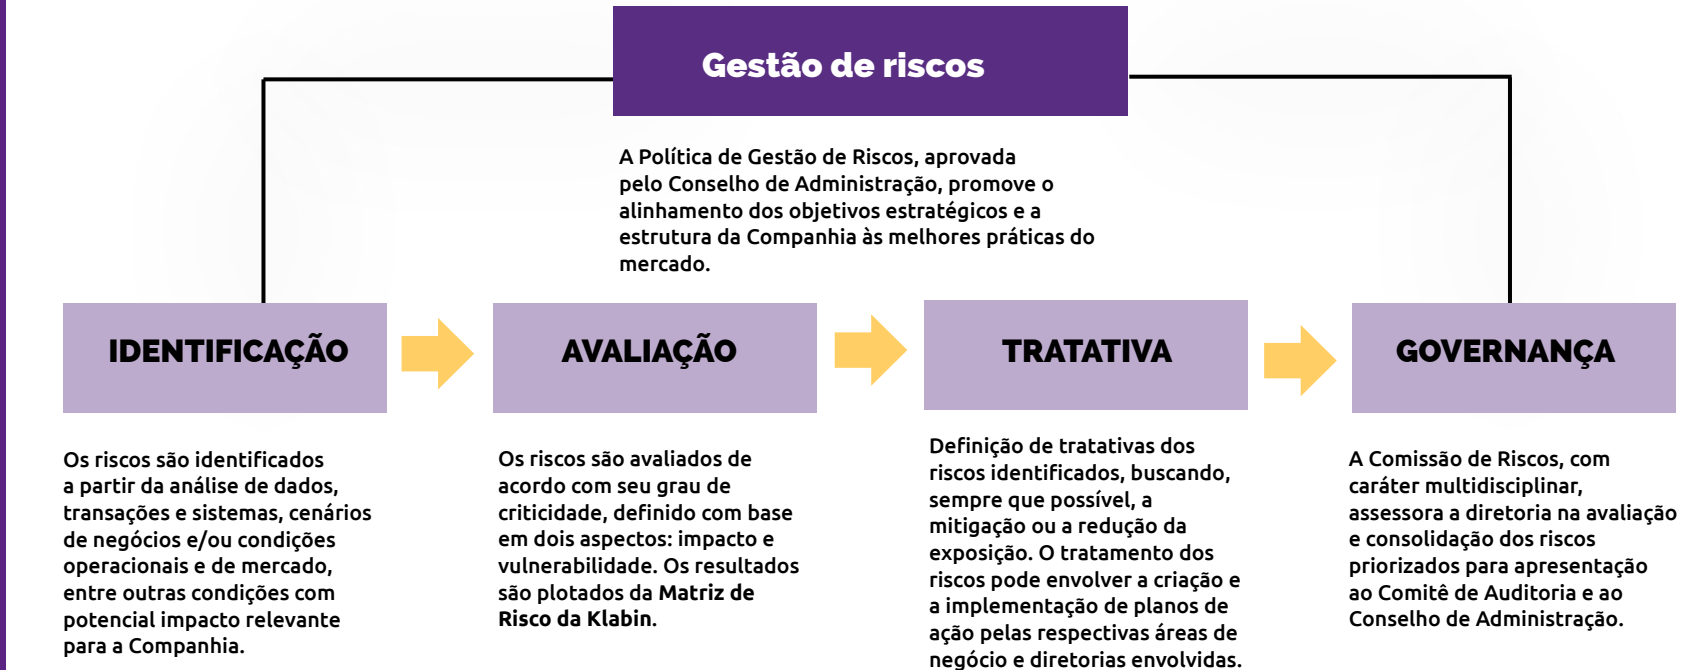 Gestão de riscos
A Política de Gestão de Riscos, aprovada
pelo Conselho de Administração, promove o
alinhamento dos objetivos estratégicos e a
estrutura da Companhia às melhores práticas do
mercado.
IDENTIFICAÇÃO
Os riscos são identificados
a partir da análise de dados,
transações e sistemas, cenários
de negócios e/ou condições
operacionais e de mercado,
entre outras condições com
potencial impacto relevante
para a Companhia.
AVALIAÇÃO
Os riscos são avaliados de
acordo com seu grau de
criticidade, definido com base
em dois aspectos: impacto e
vulnerabilidade. Os resultados
são plotados da Matriz de
Risco da Klabin.
TRATATIVA
Definição de tratativas dos
riscos identificados, buscando,
sempre que possível, a
mitigação ou a redução da
exposição. O tratamento dos
riscos pode envolver a criação e
a implementação de planos de
ação pelas respectivas áreas de
negócio e diretorias envolvidas.
GOVERNANÇA
A Comissão de Riscos, com
caráter multidisciplinar,
assessora a diretoria na avaliação
e consolidação dos riscos
priorizados para apresentação
ao Comitê de Auditoria e ao
Conselho de Administração.